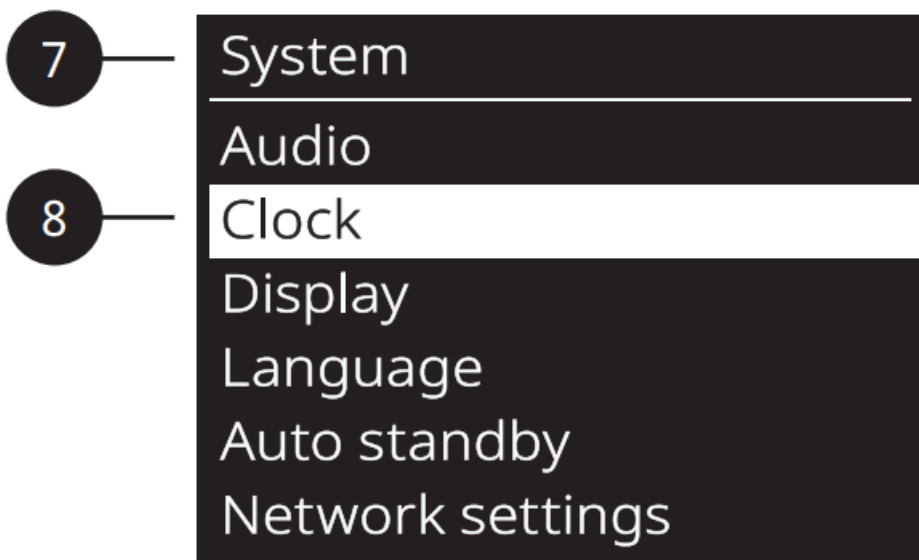 7 System
Audio
8 Clock
Display
Language
Auto standby
Network settings